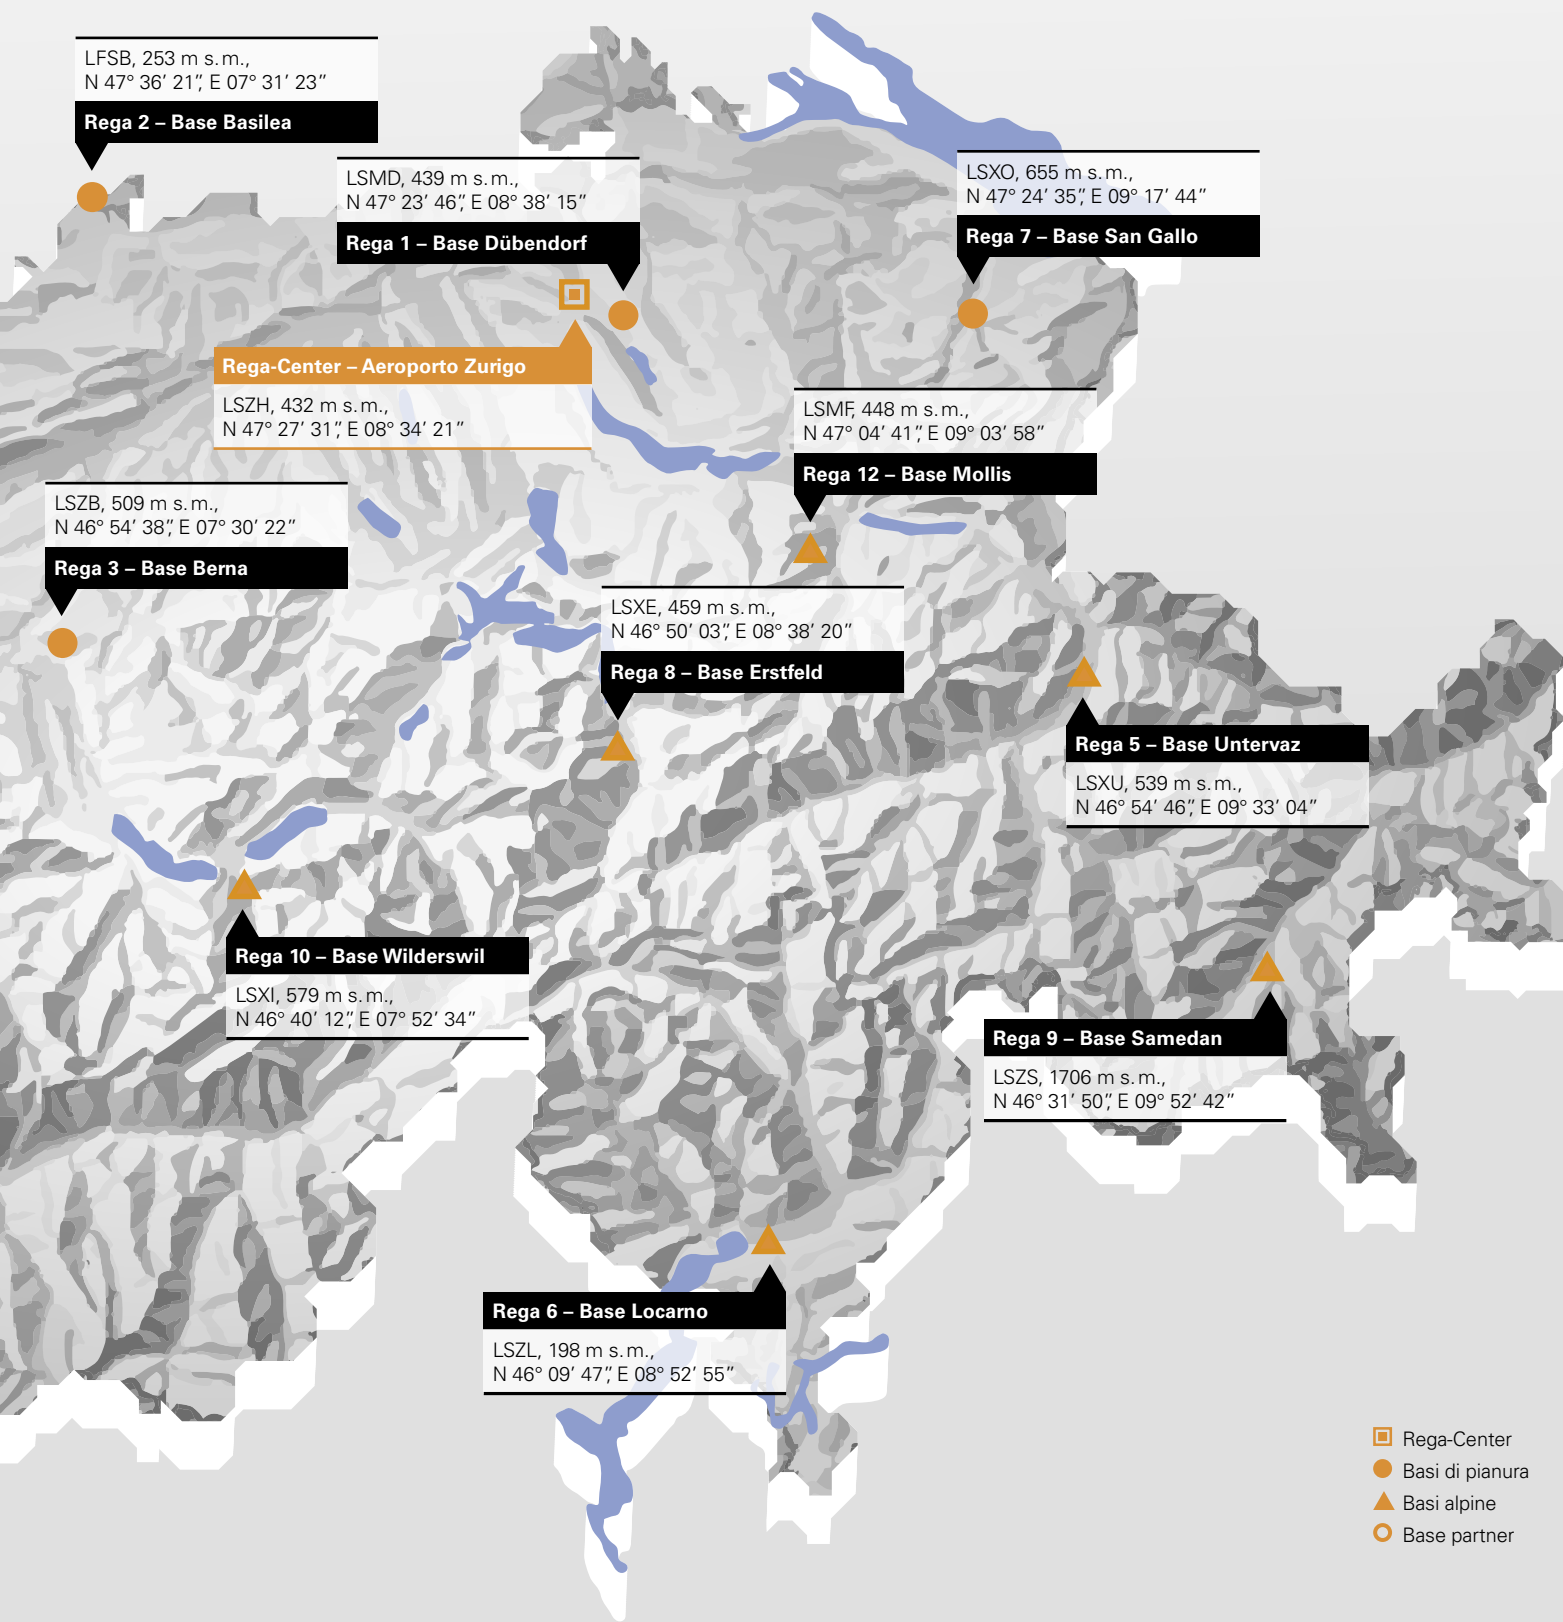 LFSB, 253 m s. m.,
N 47° 36′ 21″, E 07° 31′ 23″
Rega 2 – Base Basilea
LSMD, 439 m s. m.,
N 47° 23′ 46″, E 08° 38′ 15″
Rega 1 – Base Dübendorf
LSXO, 655 m s. m.,
N 47° 24′ 35″, E 09° 17′ 44″
Rega 7 – Base San Gallo
Rega-Center – Aeroporto Zurigo
LSZH, 432 m s. m.,
N 47° 27′ 31″, E 08° 34′ 21″
LSMF, 448 m s. m.,
N 47° 04′ 41″, E 09° 03′ 58″
Rega 12 – Base Mollis
LSZB, 509 m s. m.,
N 46° 54′ 38″, E 07° 30′ 22″
Rega 3 – Base Berna
LSXE, 459 m s. m.,
N 46° 50′ 03″, E 08° 38′ 20″
Rega 8 – Base Erstfeld
Rega 5 – Base Untervaz
LSXU, 539 m s. m.,
N 46° 54′ 46″, E 09° 33′ 04″
Rega 10 – Base Wilderswil
LSXI, 579 m s. m.,
N 46° 40′ 12″, E 07° 52′ 34″
Rega 9 – Base Samedan
LSZS, 1706 m s. m.,
N 46° 31′ 50″, E 09° 52′ 42″
Rega 6 – Base Locarno
LSZL, 198 m s. m.,
N 46° 09′ 47″, E 08° 52′ 55″
Rega-Center
Basi di pianura
Basi alpine
Base partner